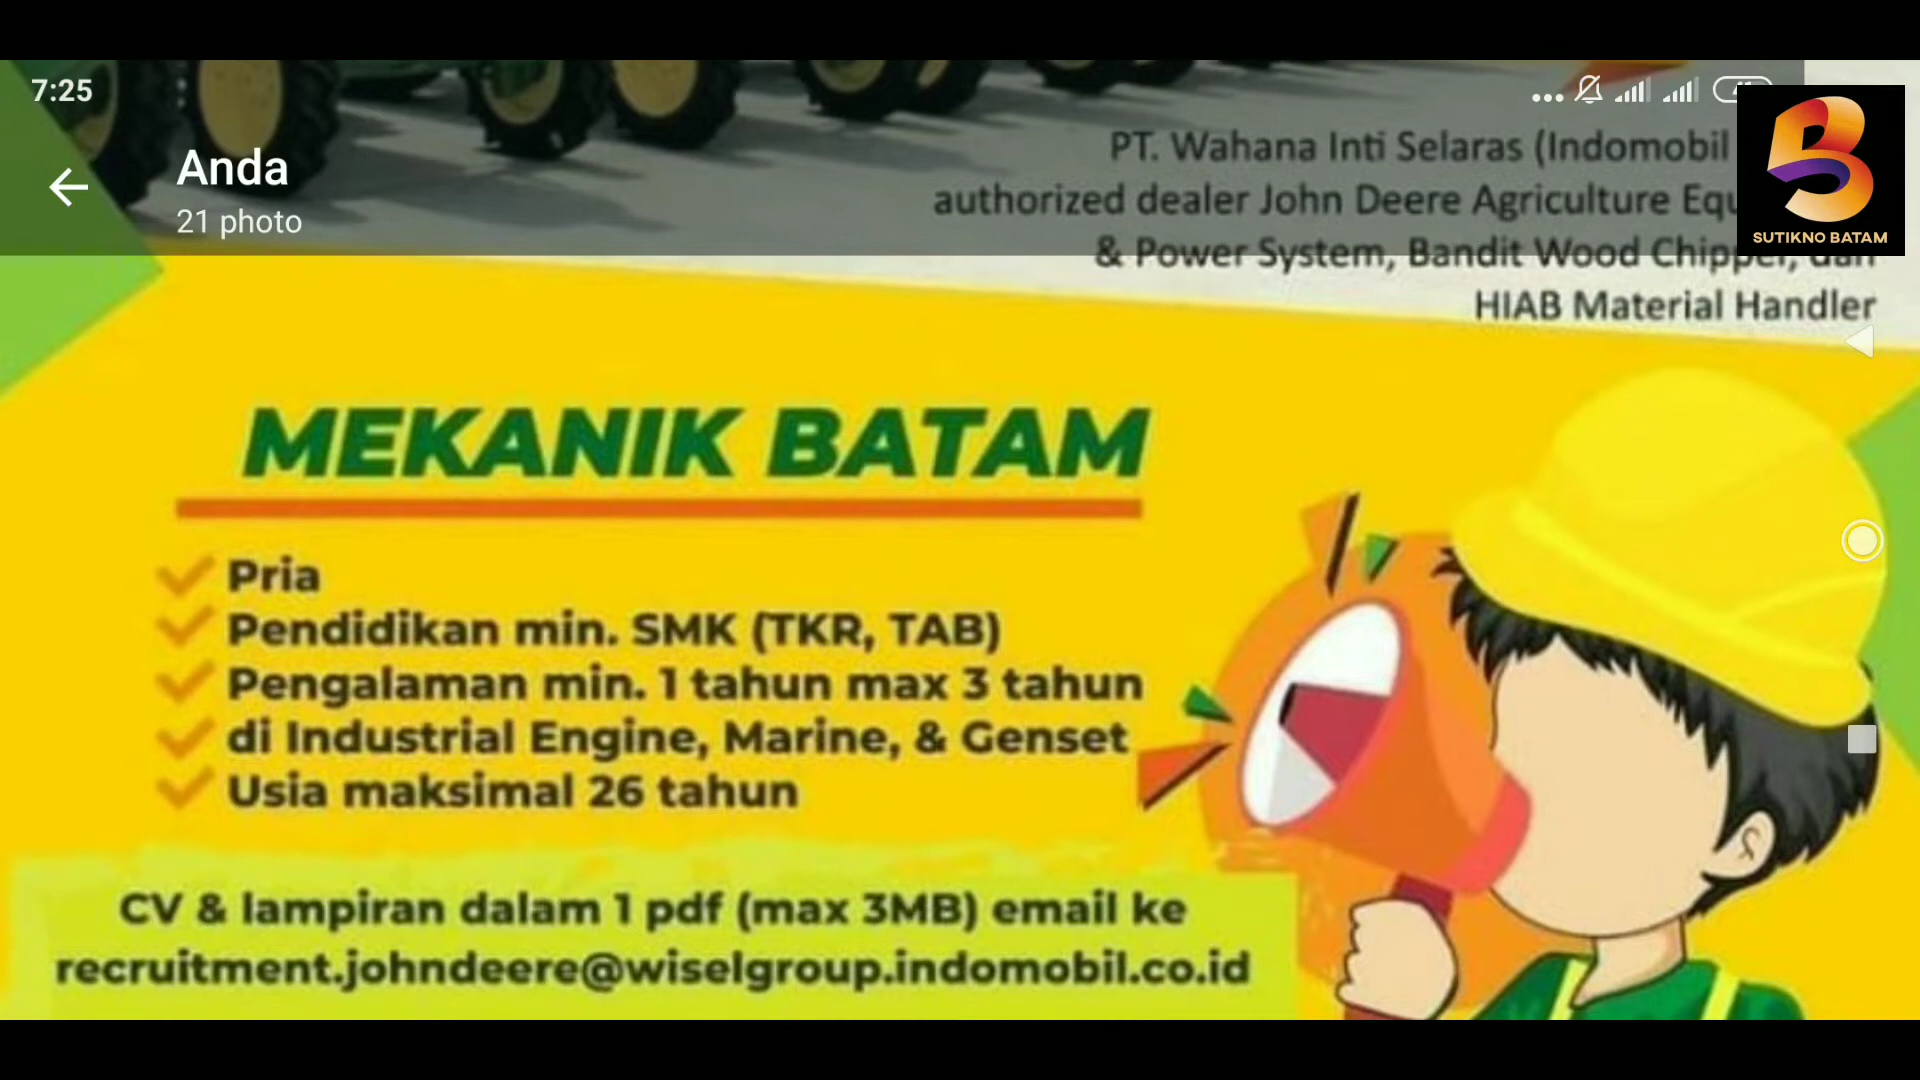 7:25
Anda
21 photo
PT. Wahana Inti Selaras (Indomobil
authorized dealer John Deere Agriculture
& Power System, Bandit Wood Chipper, dan
HIAB Material Handler
SUTIKNO BATAM
MEKANIK BATAM
Pria
Pendidikan min. SMK (TKR, TAB)
Pengalaman min. 1 tahun max 3 tahun
di Industrial Engine, Marine, & Genset
Usia maksimal 26 tahun
CV & lampiran dalam 1 pdf (max 3MB) email ke
recruitment.johndeere@wiselgroup.indomobil.co.id